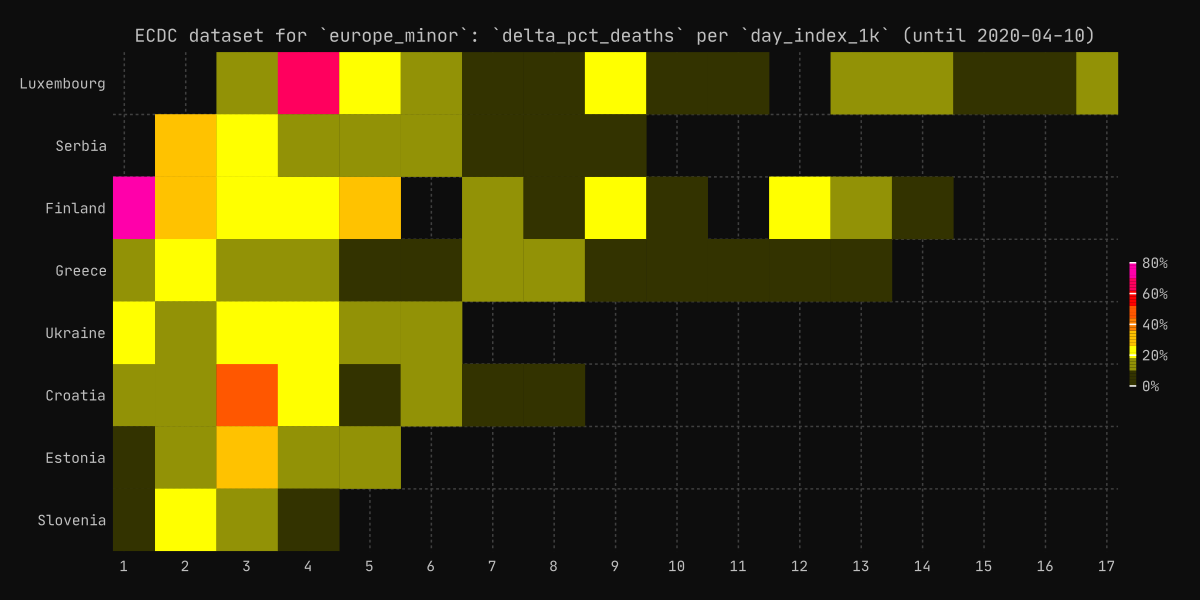 ECDC dataset for `europe_minor`: `delta_pct_deaths` per `day_index_1k` (until 2020-04-10)
Luxembourg
Serbia
Finland
Greece
Ukraine
Croatia
Estonia
Slovenia
80%
60%
40%
20%
0%
1 2 3 4 5 6 7 8 9 10 11 12 13 14 15 16 17